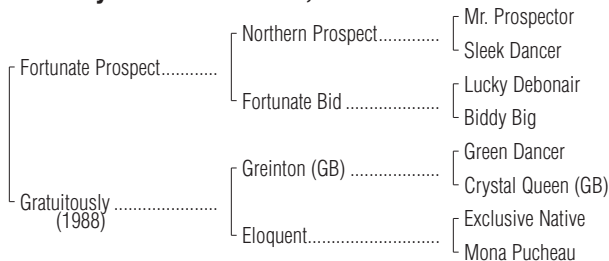 Mr. Prospector
Northern Prospect
Sleek Dancer
Fortunate Prospect
Lucky Debonair
Fortunate Bid
Biddy Big
Green Dancer
Greinton (GB)
Crystal Queen (GB)
Gratuitously
(1988)
Exclusive Native
Eloquent
Mona Pucheau